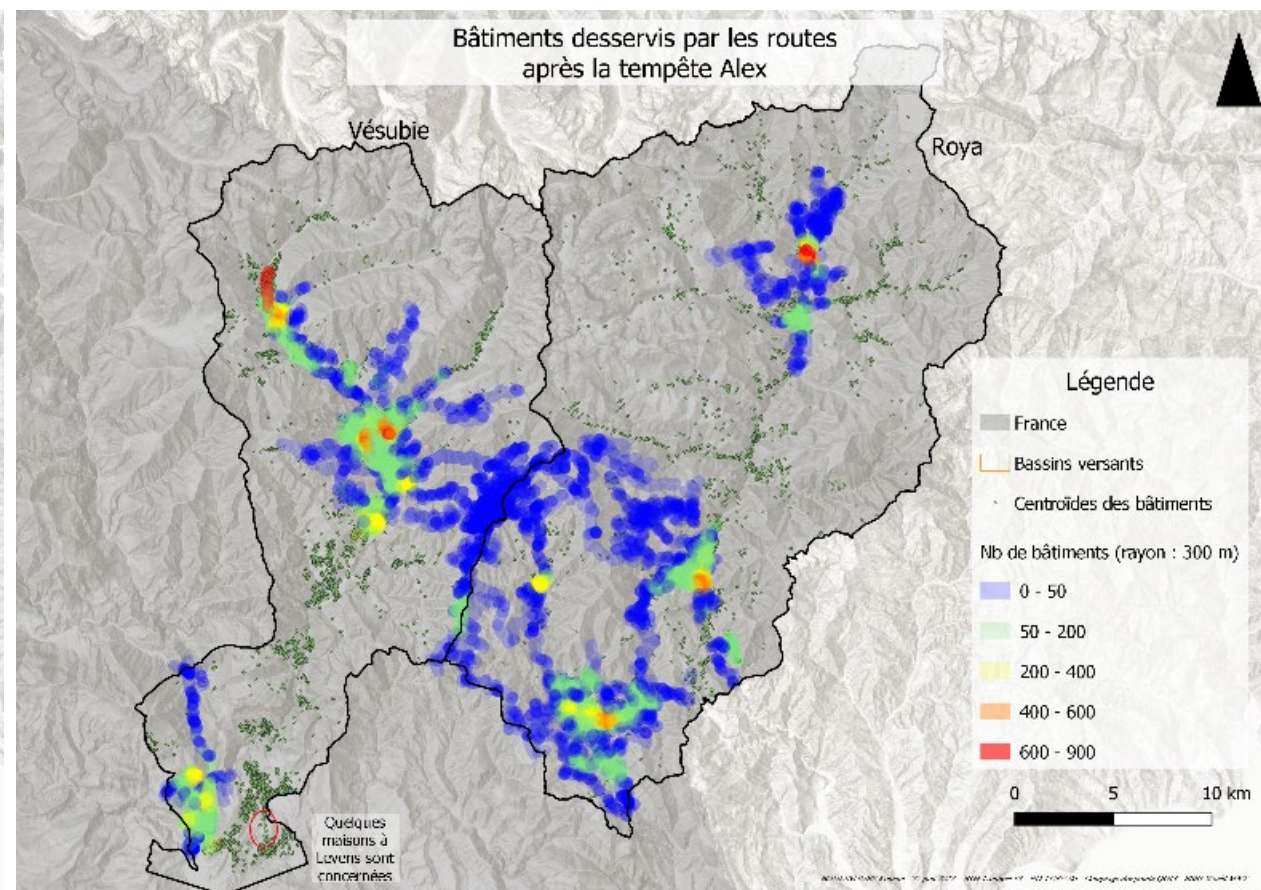 Bâtiments desservis par les routes
après la tempête Alex
Vésubie
Roya
Légende
France
Bassins versants
Centroïdes des bâtiments
Nb de bâtiments (rayon : 300 m)
0 - 50
50 - 200
200 - 400
400 - 600
600 - 900
0 5 10 km
Quelques
maisons à
Levens sont
concernées